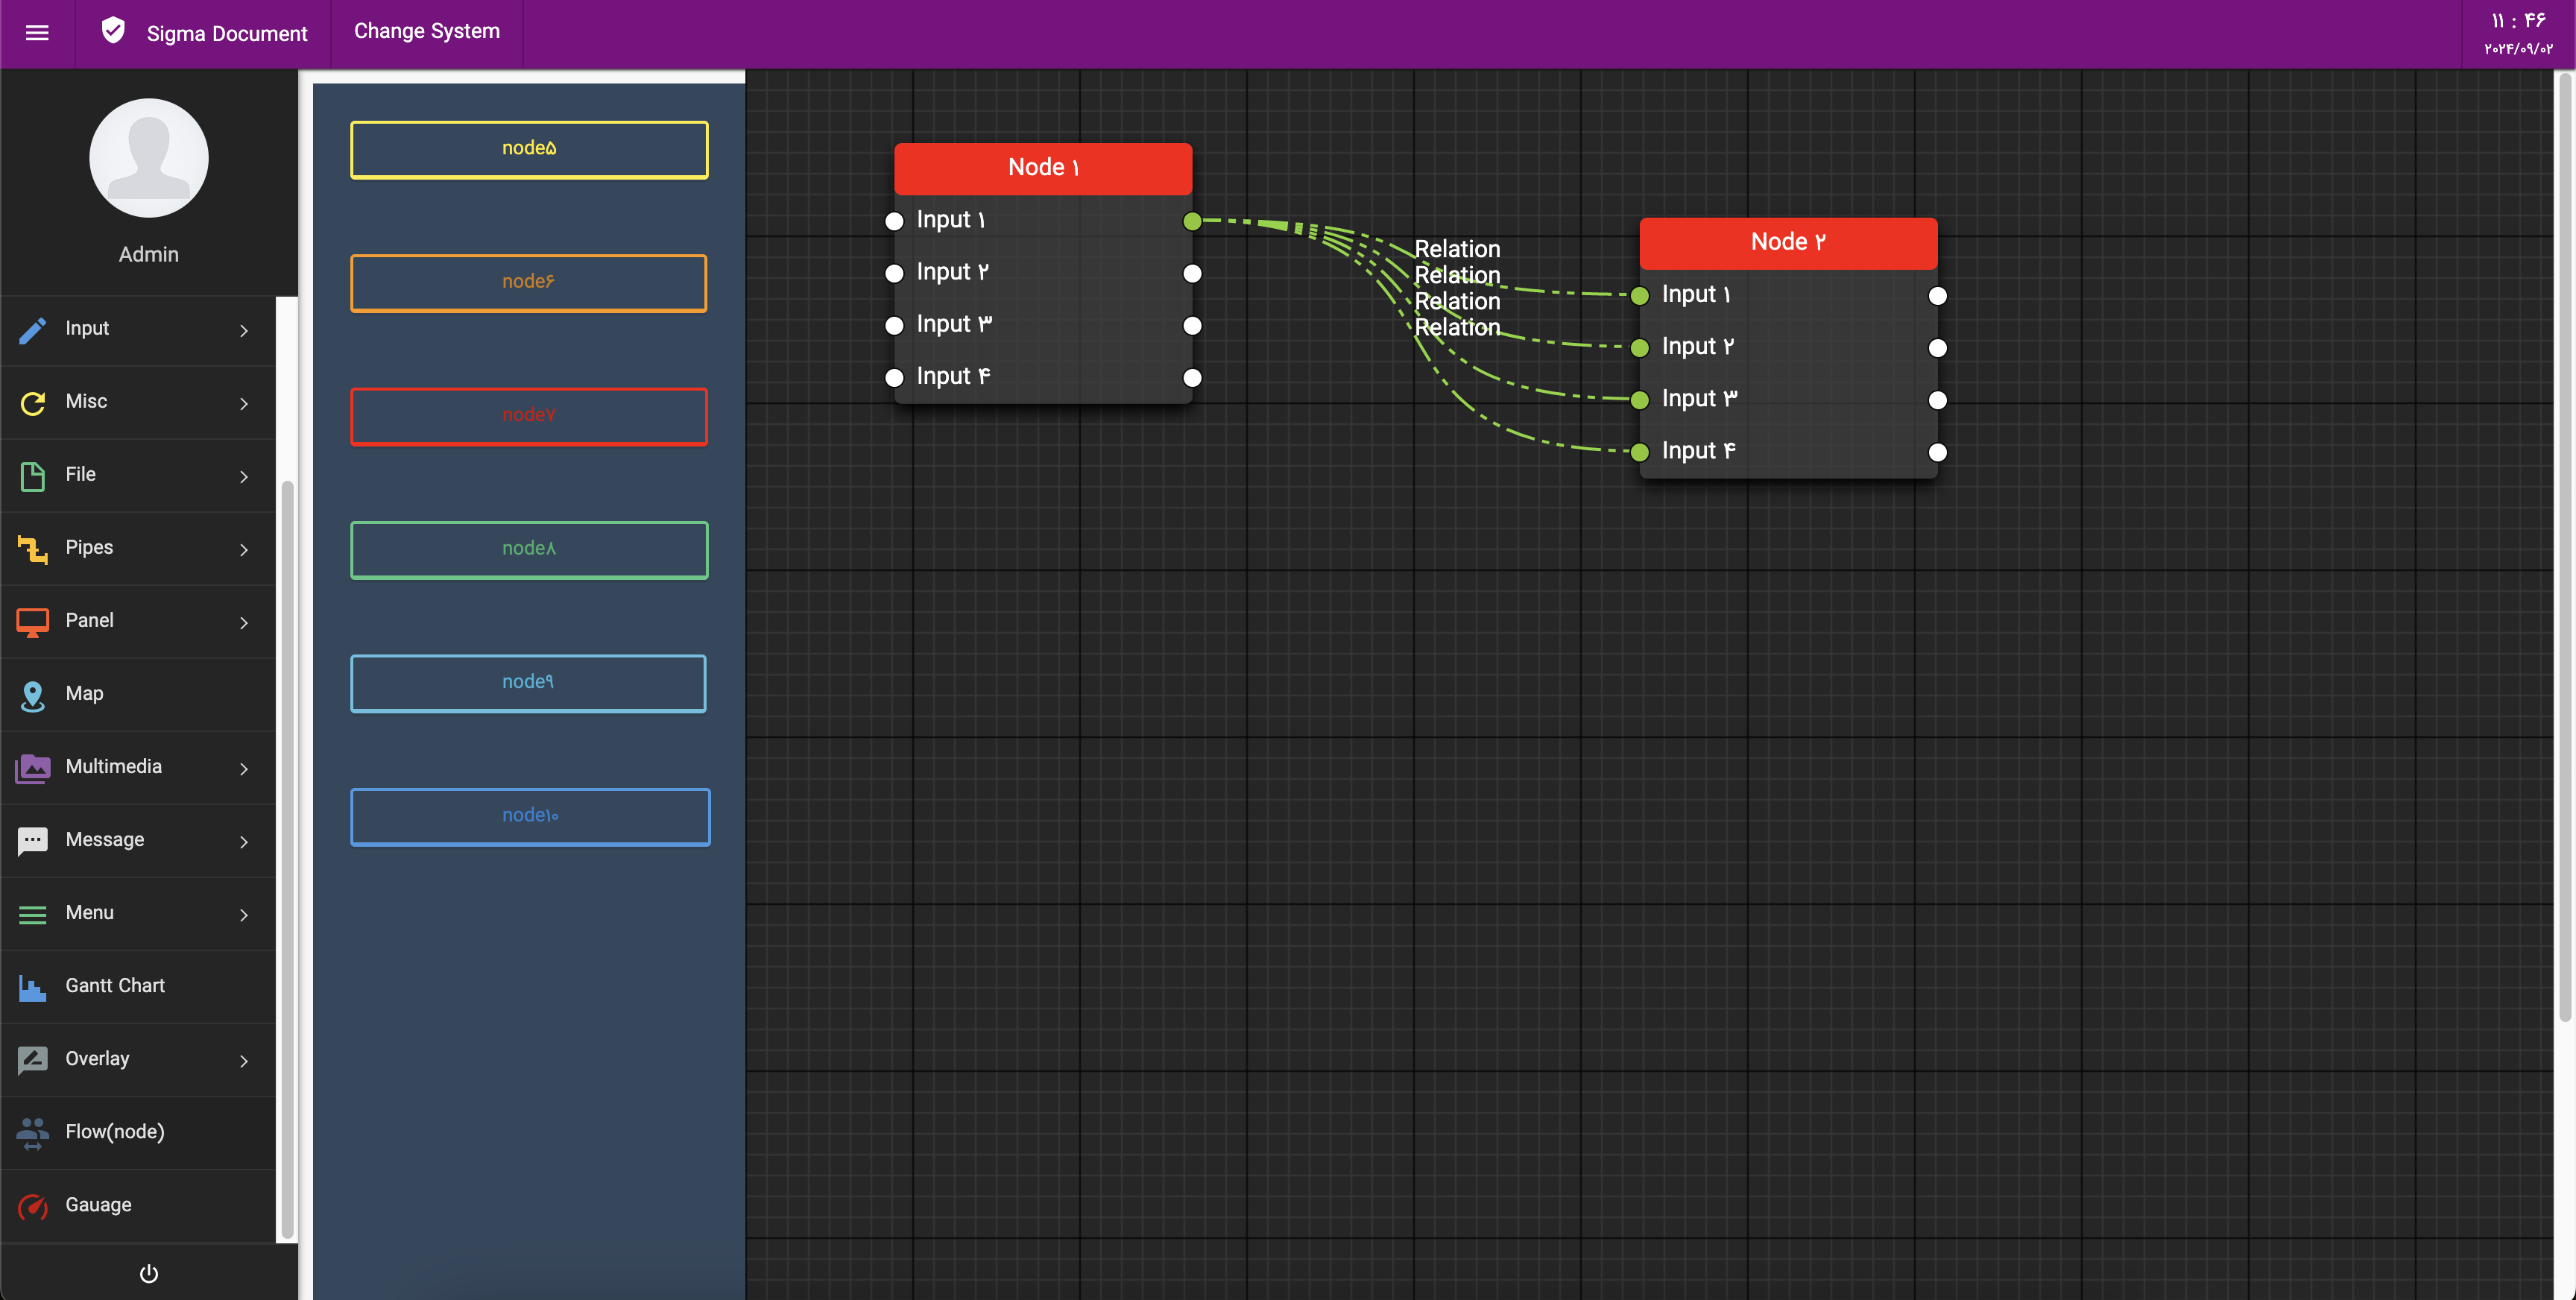 Sigma Document
Change System
۱۱ : ۴۶
۲۰۲۴/۰۹/۰۲
Admin
Input
Misc
File
Pipes
Panel
Map
Multimedia
Message
Menu
Gantt Chart
Overlay
Flow(node)
Gauage
node۵
node۶
node۷
node۸
node۹
node۱۰
Node ۱
Input ۱
Input ۲
Input ۳
Input ۴
Relation
Relation
Relation
Relation
Node ۲
Input ۱
Input ۲
Input ۳
Input ۴